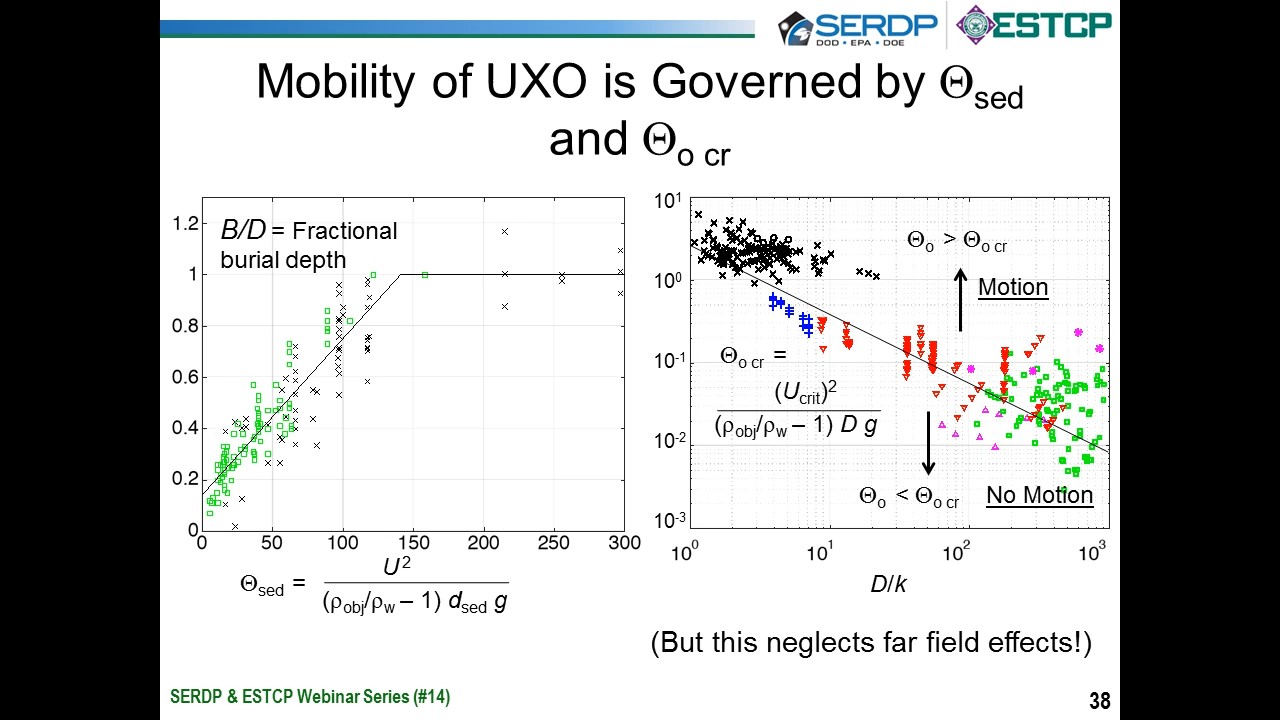 SERDP
DOD • EPA • DOE
ESTCP
Mobility of UXO is Governed by Θsed
and Θo cr
B/D = Fractional
burial depth
1.2
1
0.8
0.6
0.4
0.2
0
0 50 100 150 200 250 300
Θsed =
U²
(ρobj/ρw – 1) dsed g
10¹
10⁰
10⁻¹
10⁻²
10⁻³
Θo > Θo cr
Motion
Θo cr =
(Ucrit)²
(ρobj/ρw – 1) D g
Θo < Θo cr No Motion
10⁰ 10¹ 10² 10³
D/k
(But this neglects far field effects!)
SERDP & ESTCP Webinar Series (#14)
38